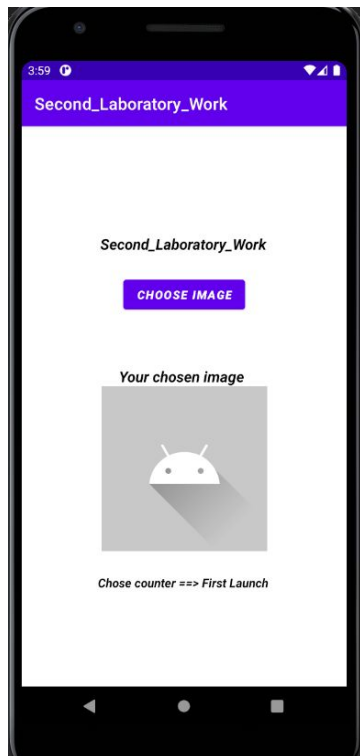 3:59
Second_Laboratory_Work
Second_Laboratory_Work
CHOOSE IMAGE
Your chosen image
Chose counter ==> First Launch